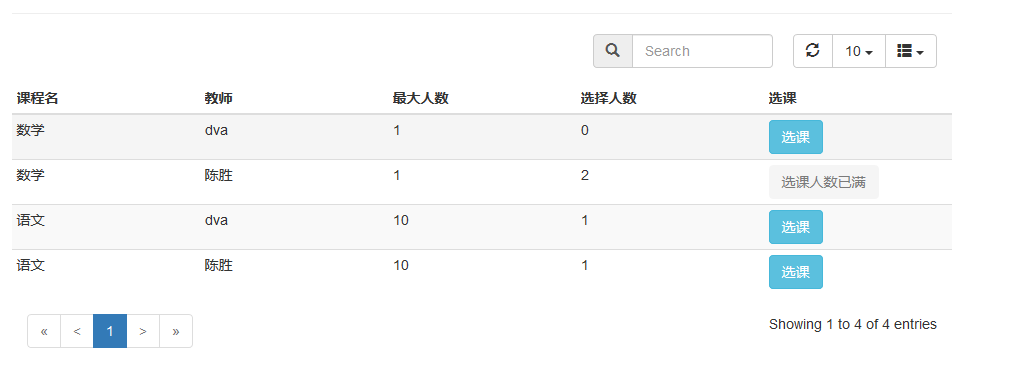 Search 10
课程名 教师 最大人数 选择人数 选课
数学 dva 1 0 选课
数学 陈胜 1 2 选课人数已满
语文 dva 10 1 选课
语文 陈胜 10 1 选课
« < 1 > » Showing 1 to 4 of 4 entries